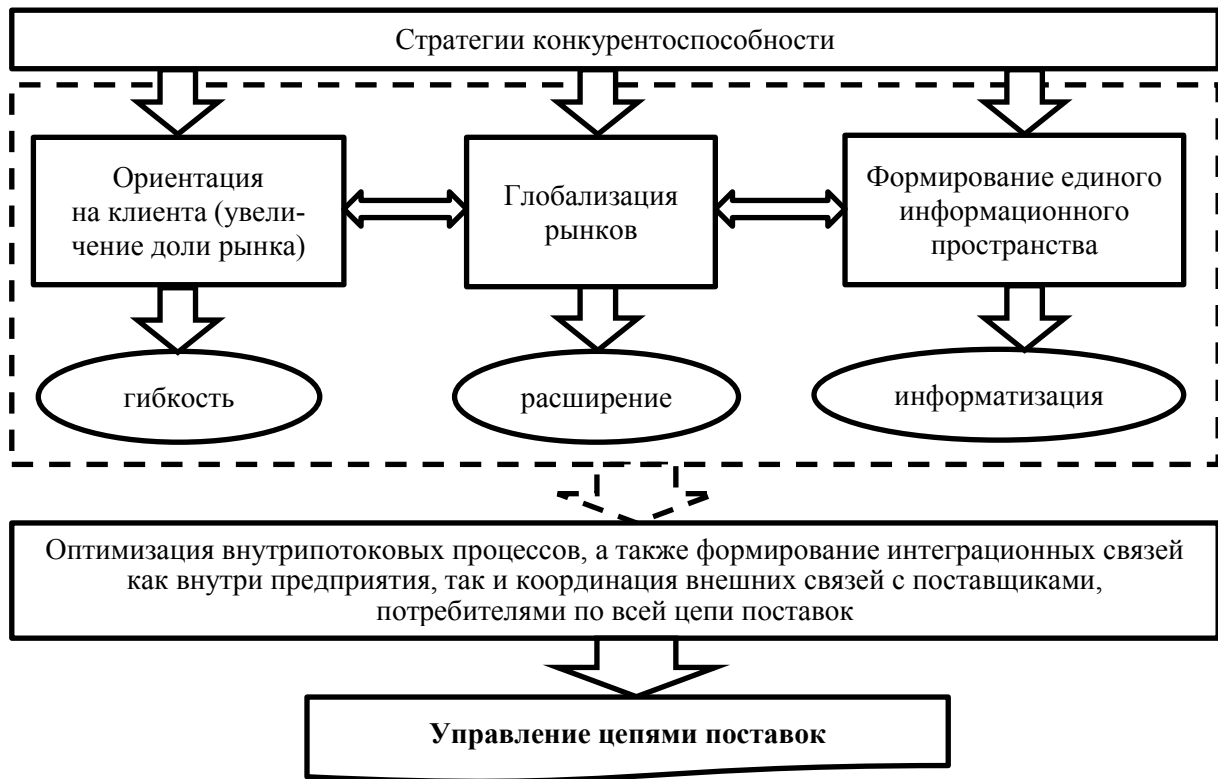 Стратегии конкурентоспособности
Ориентация
на клиента (увели-
чение доли рынка)
Глобализация
рынков
Формирование единого
информационного
пространства
гибкость
расширение
информатизация
Оптимизация внутрипотоковых процессов, а также формирование интеграционных связей
как внутри предприятия, так и координация внешних связей с поставщиками,
потребителями по всей цепи поставок
Управление цепями поставок